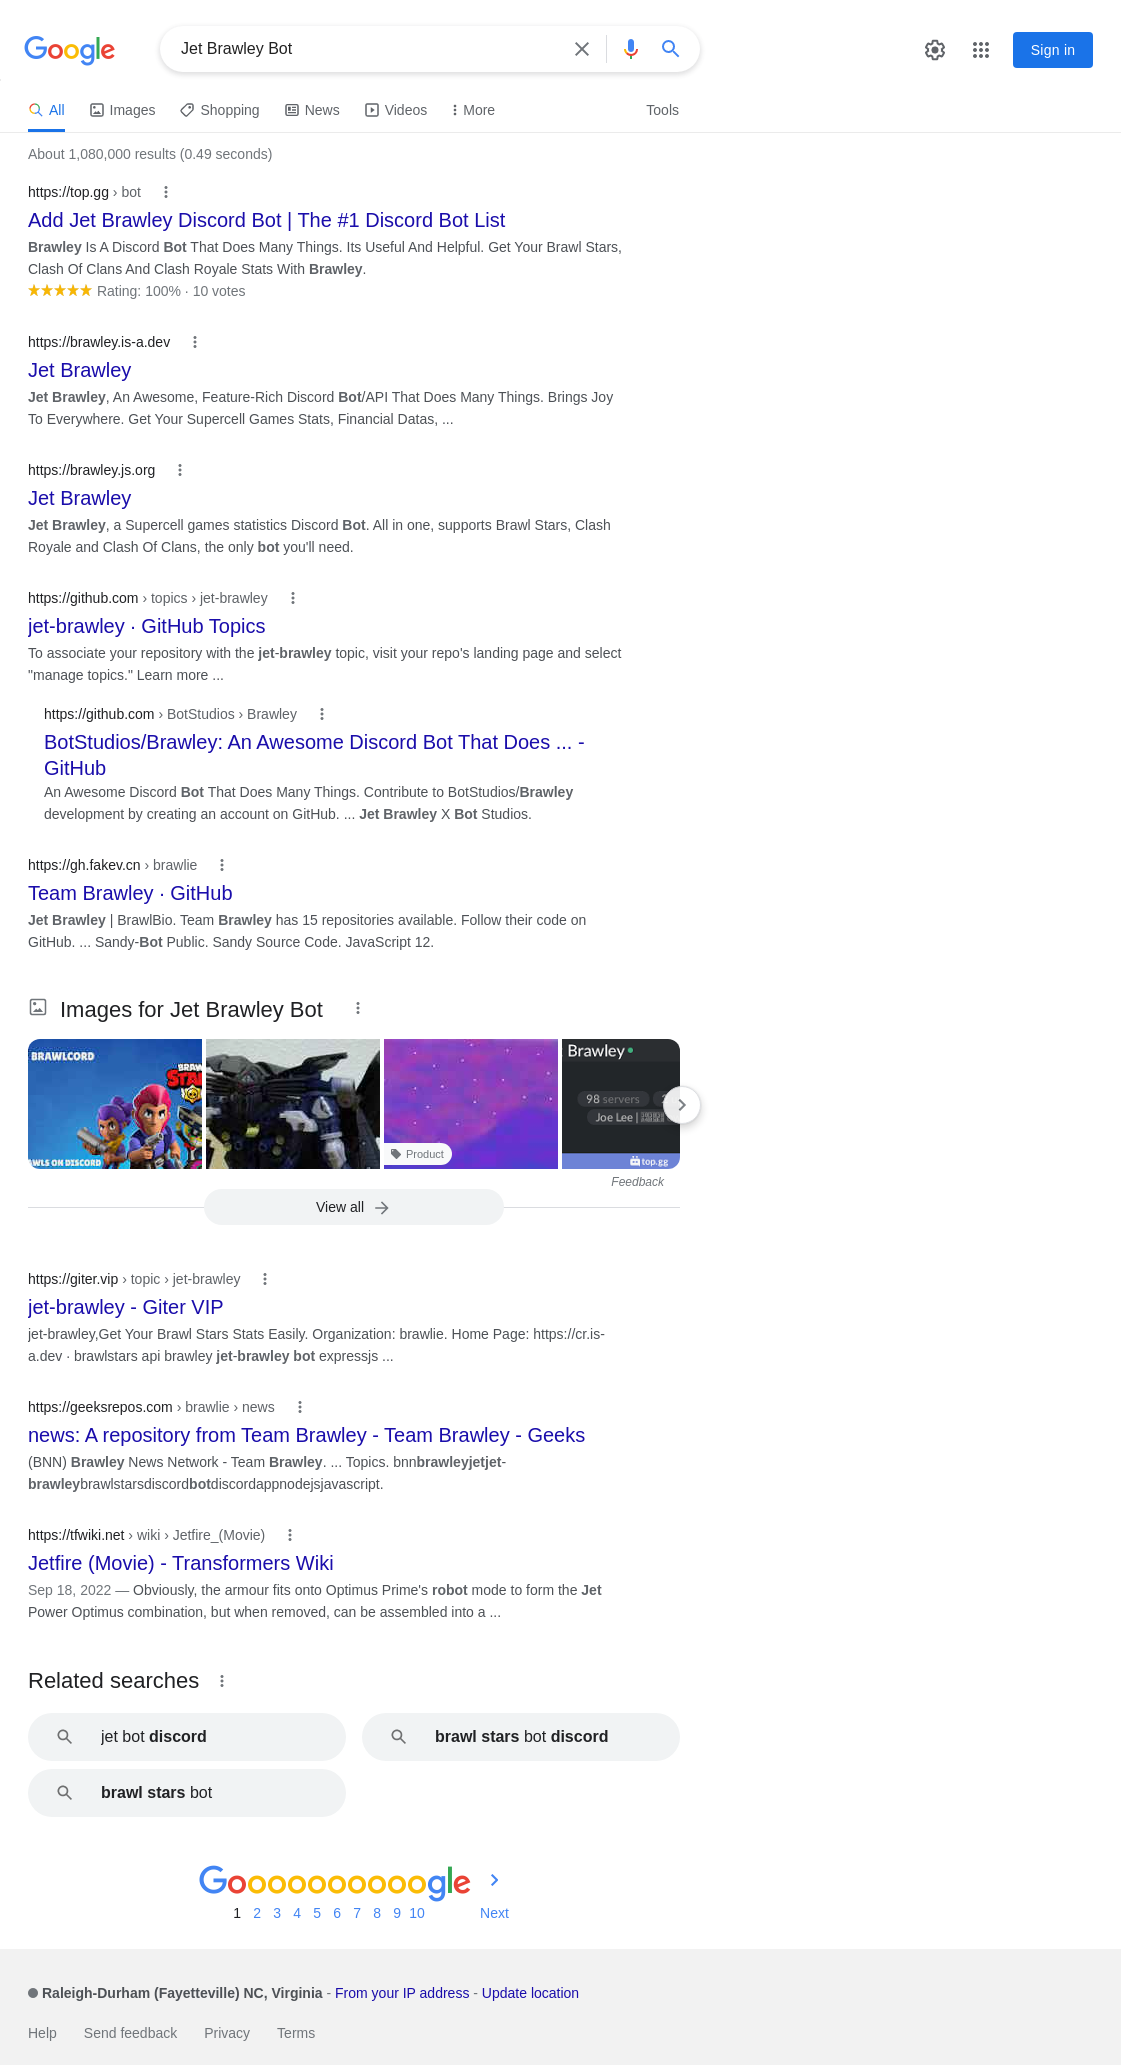 Google
Jet Brawley Bot
Sign in
All
Images
Shopping
News
Videos
More
Tools
About 1,080,000 results (0.49 seconds)
https://top.gg › bot
Add Jet Brawley Discord Bot | The #1 Discord Bot List
Brawley Is A Discord Bot That Does Many Things. Its Useful And Helpful. Get Your Brawl Stars,
Clash Of Clans And Clash Royale Stats With Brawley.
Rating: 100% · 10 votes
https://brawley.is-a.dev
Jet Brawley
Jet Brawley, An Awesome, Feature-Rich Discord Bot/API That Does Many Things. Brings Joy
To Everywhere. Get Your Supercell Games Stats, Financial Datas, ...
https://brawley.js.org
Jet Brawley
Jet Brawley, a Supercell games statistics Discord Bot. All in one, supports Brawl Stars, Clash
Royale and Clash Of Clans, the only bot you'll need.
https://github.com › topics › jet-brawley
jet-brawley · GitHub Topics
To associate your repository with the jet-brawley topic, visit your repo's landing page and select
"manage topics." Learn more ...
https://github.com › BotStudios › Brawley
BotStudios/Brawley: An Awesome Discord Bot That Does ... -
GitHub
An Awesome Discord Bot That Does Many Things. Contribute to BotStudios/Brawley
development by creating an account on GitHub. ... Jet Brawley X Bot Studios.
https://gh.fakev.cn › brawlie
Team Brawley · GitHub
Jet Brawley | BrawlBio. Team Brawley has 15 repositories available. Follow their code on
GitHub. ... Sandy-Bot Public. Sandy Source Code. JavaScript 12.
Images for Jet Brawley Bot
BRAWLCORD
BRAW
STA
AWLS ON DISCORD
Product
Brawley
98 servers
Joe Lee |
top.gg
Feedback
View all
https://giter.vip › topic › jet-brawley
jet-brawley - Giter VIP
jet-brawley,Get Your Brawl Stars Stats Easily. Organization: brawlie. Home Page: https://cr.is-
a.dev · brawlstars api brawley jet-brawley bot expressjs ...
https://geeksrepos.com › brawlie › news
news: A repository from Team Brawley - Team Brawley - Geeks
(BNN) Brawley News Network - Team Brawley. ... Topics. bnnbrawleyjetjet-
brawleybrawlstarsdiscordbotdiscordappnodejsjavascript.
https://tfwiki.net › wiki › Jetfire_(Movie)
Jetfire (Movie) - Transformers Wiki
Sep 18, 2022 — Obviously, the armour fits onto Optimus Prime's robot mode to form the Jet
Power Optimus combination, but when removed, can be assembled into a ...
Related searches
jet bot discord
brawl stars bot discord
brawl stars bot
Goooooooooogle
1 2 3 4 5 6 7 8 9 10 Next
Raleigh-Durham (Fayetteville) NC, Virginia - From your IP address - Update location
Help
Send feedback
Privacy
Terms